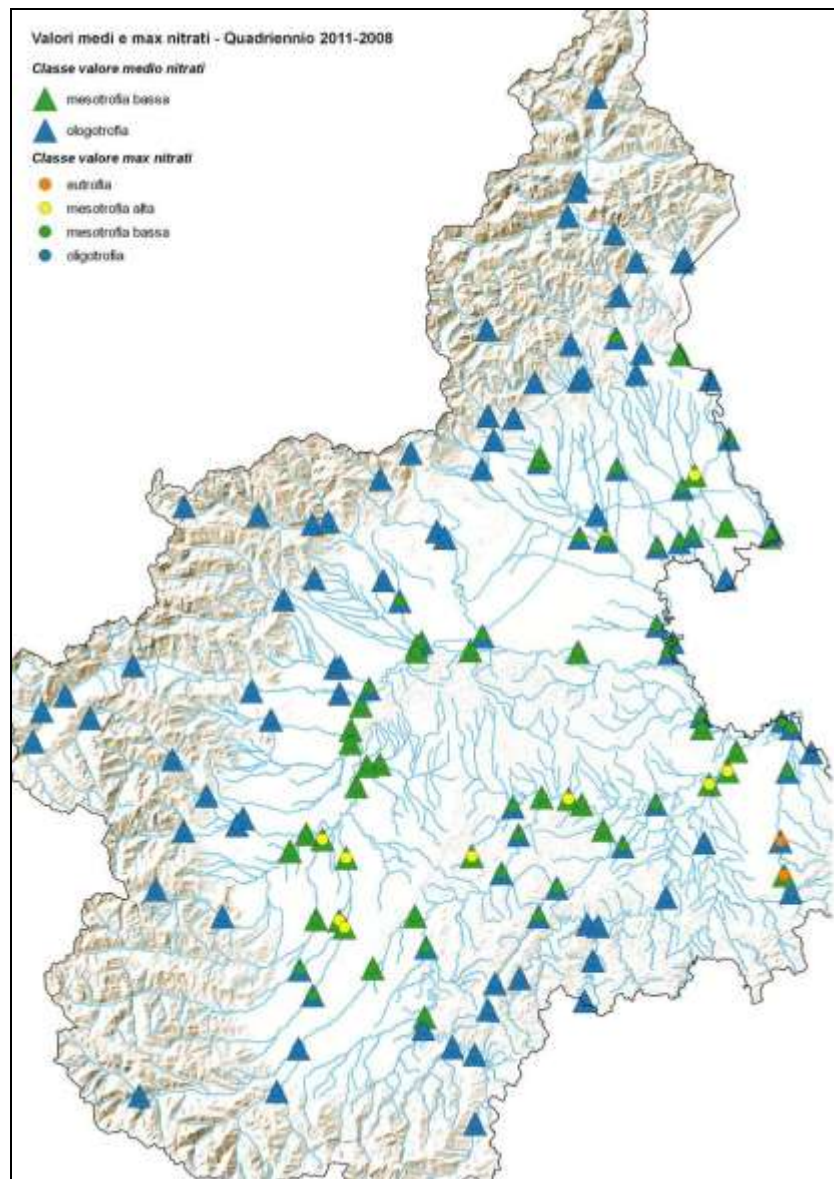 Valori medi e max nitrati - Quadriennio 2011-2008
Classe valore medio nitrati
mesotrofia bassa
ologotrofia
Classe valore max nitrati
eutrofia
mesotrofia alta
mesotrofia bassa
oligotrofia